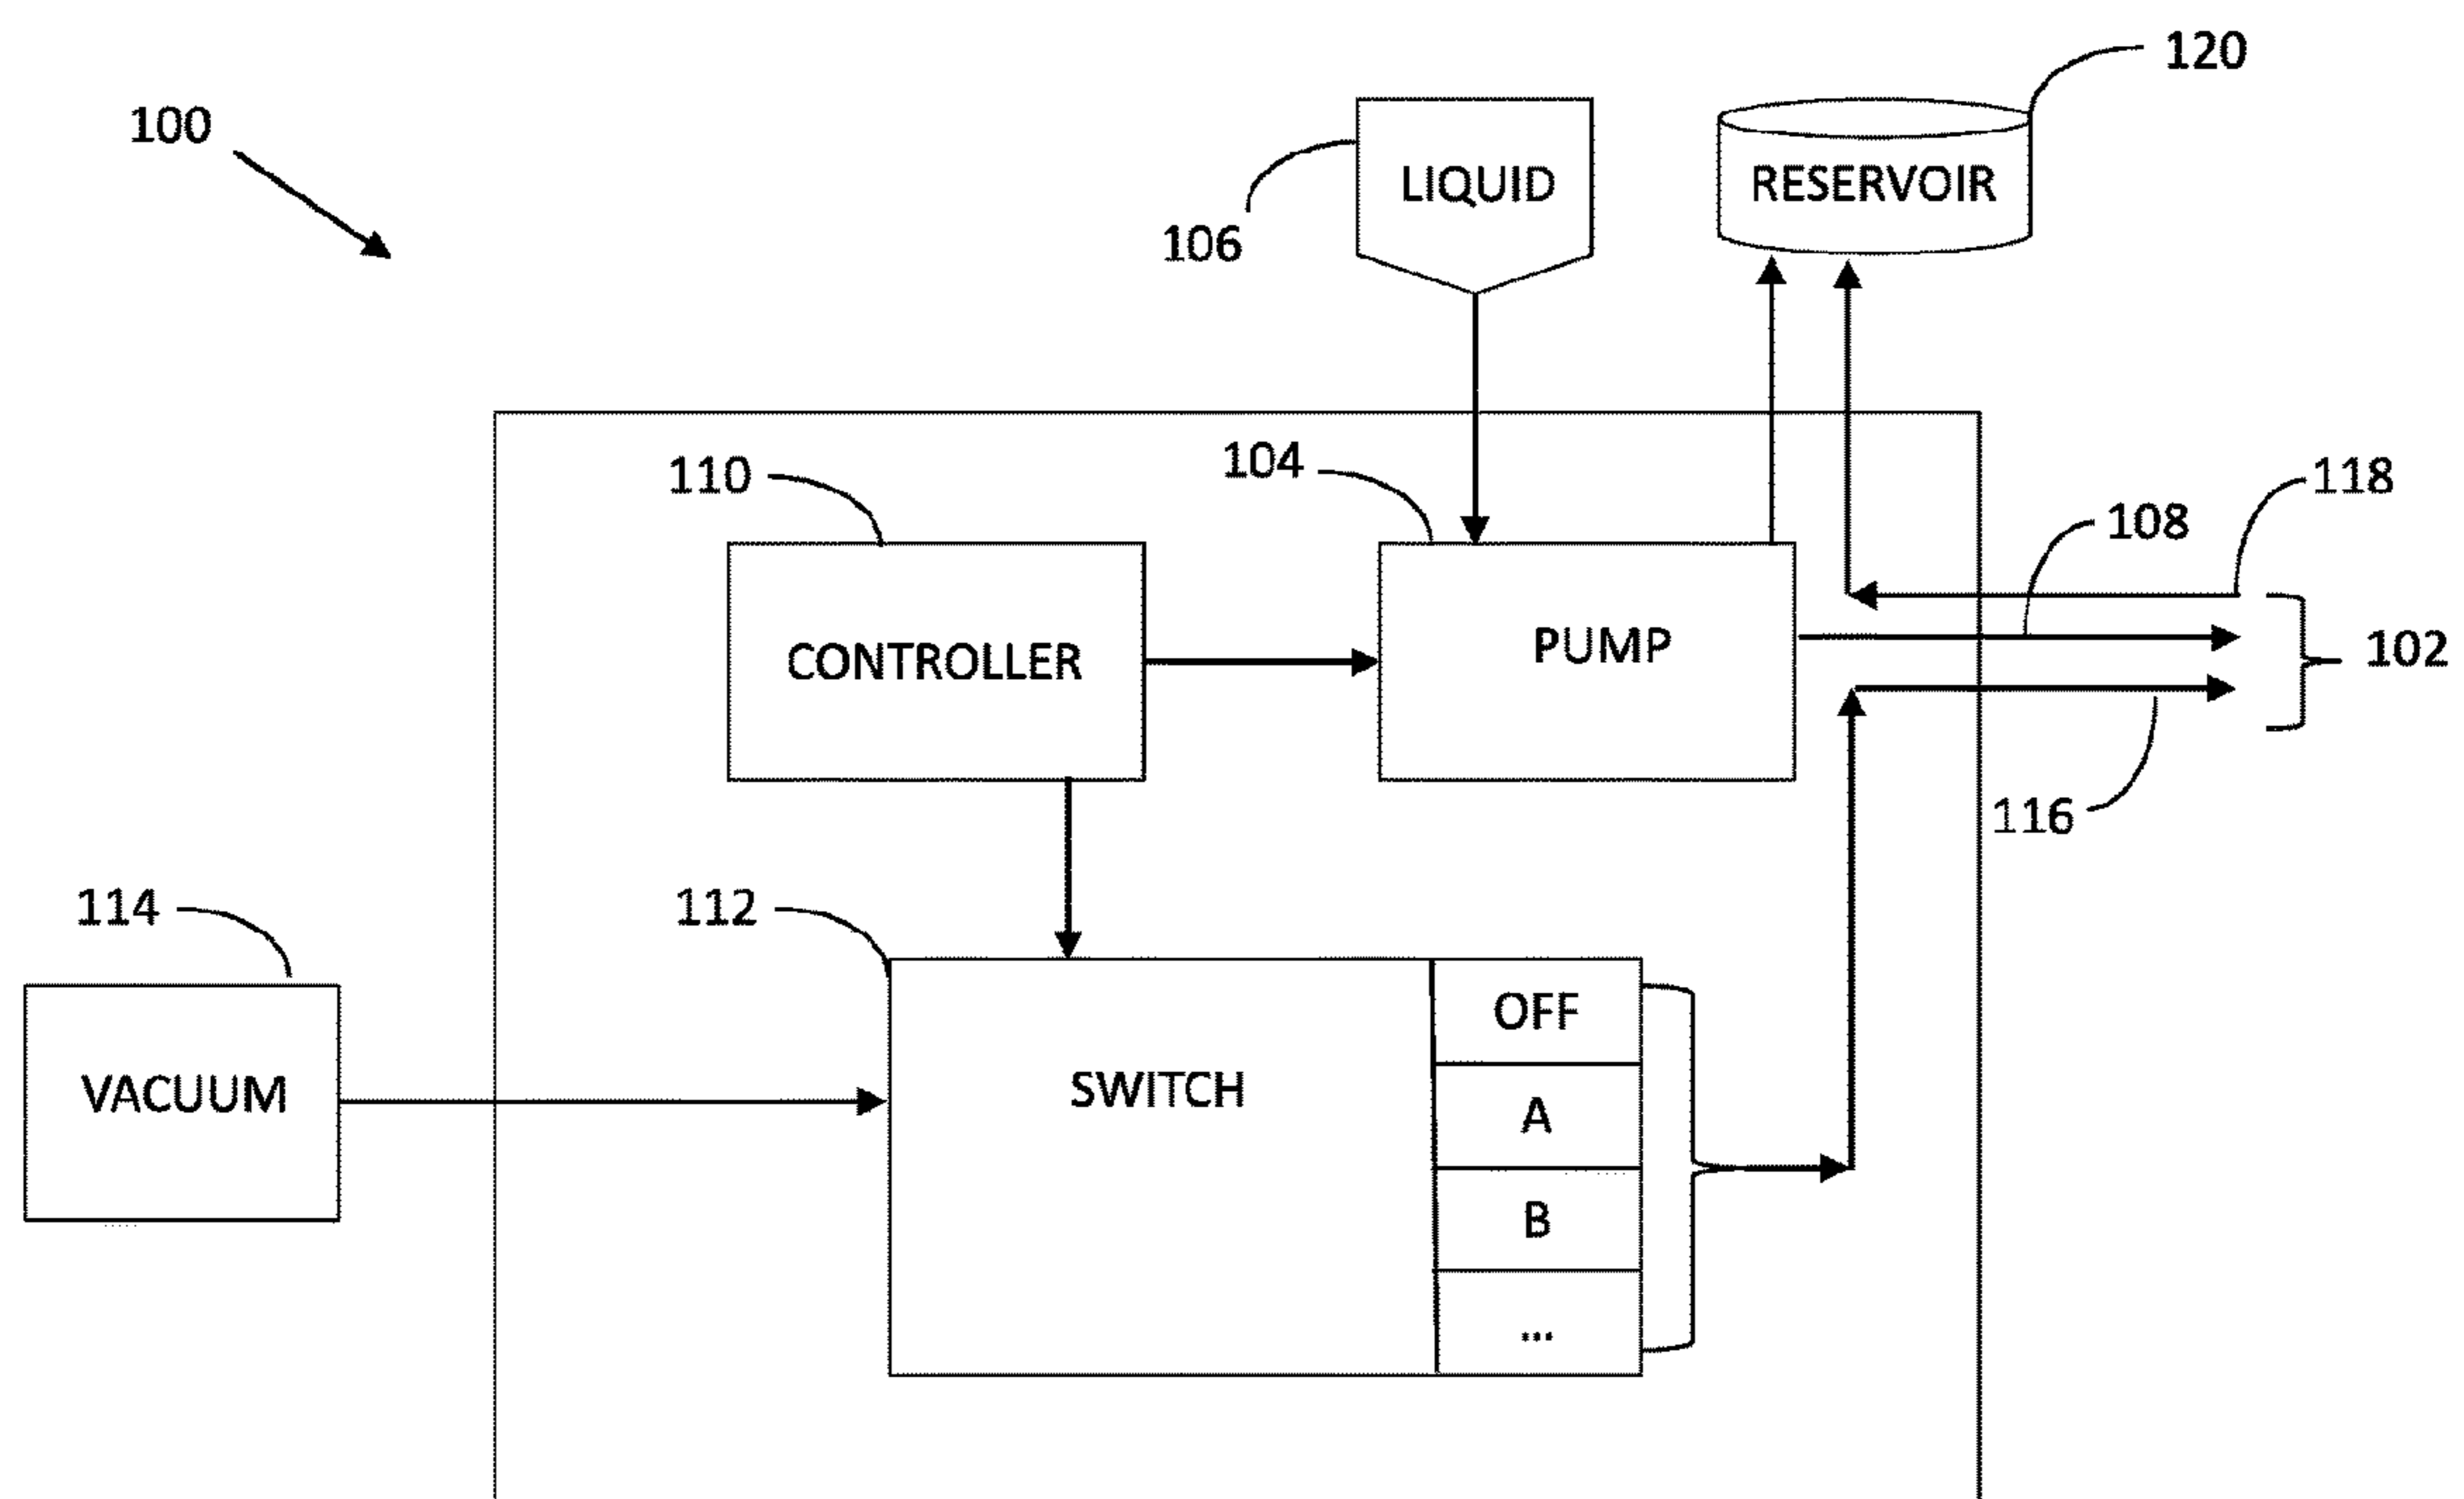 120
100
LIQUID
RESERVOIR
106
110
104
118
108
CONTROLLER
PUMP
102
116
114
112
OFF
VACUUM
SWITCH
A
B
...